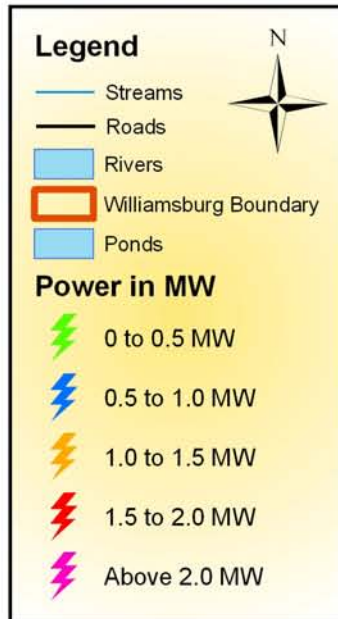 Legend
N
Streams
Roads
Rivers
Williamsburg Boundary
Ponds
Power in MW
0 to 0.5 MW
0.5 to 1.0 MW
1.0 to 1.5 MW
1.5 to 2.0 MW
Above 2.0 MW